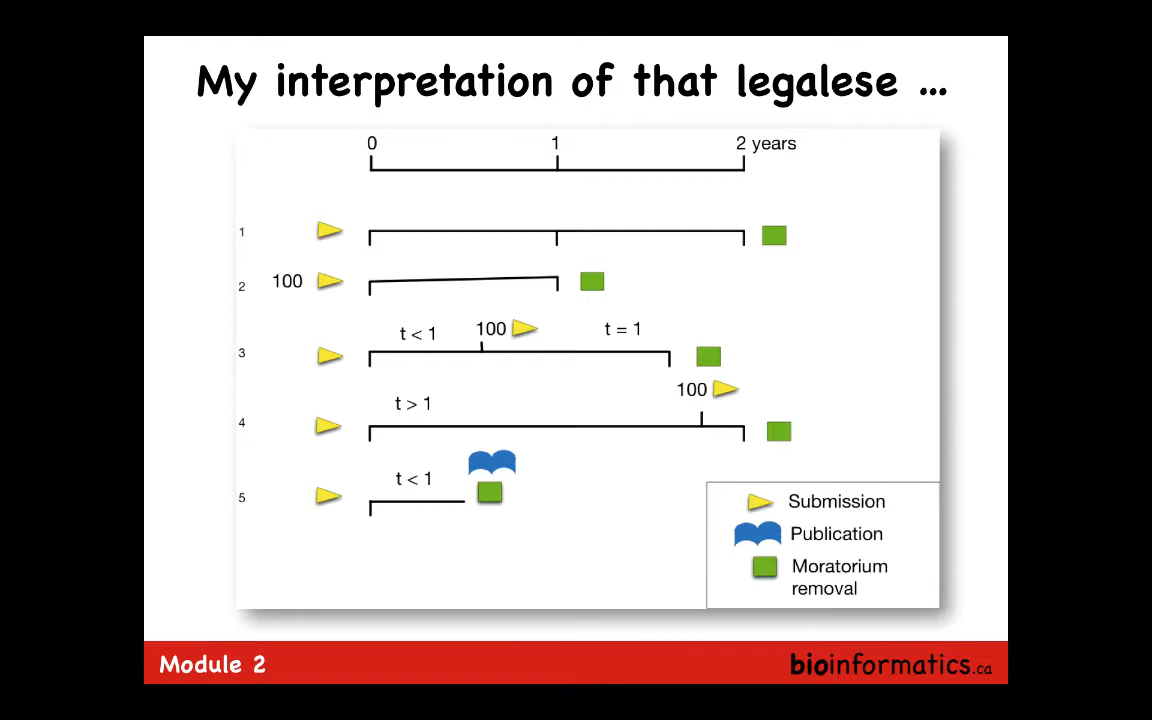 My interpretation of that legalese ...
0 1 2 years
1
100
2
t < 1 100 t = 1
3
100
t > 1
4
t < 1
5
Submission
Publication
Moratorium
removal
Module 2
bioinformatics.ca